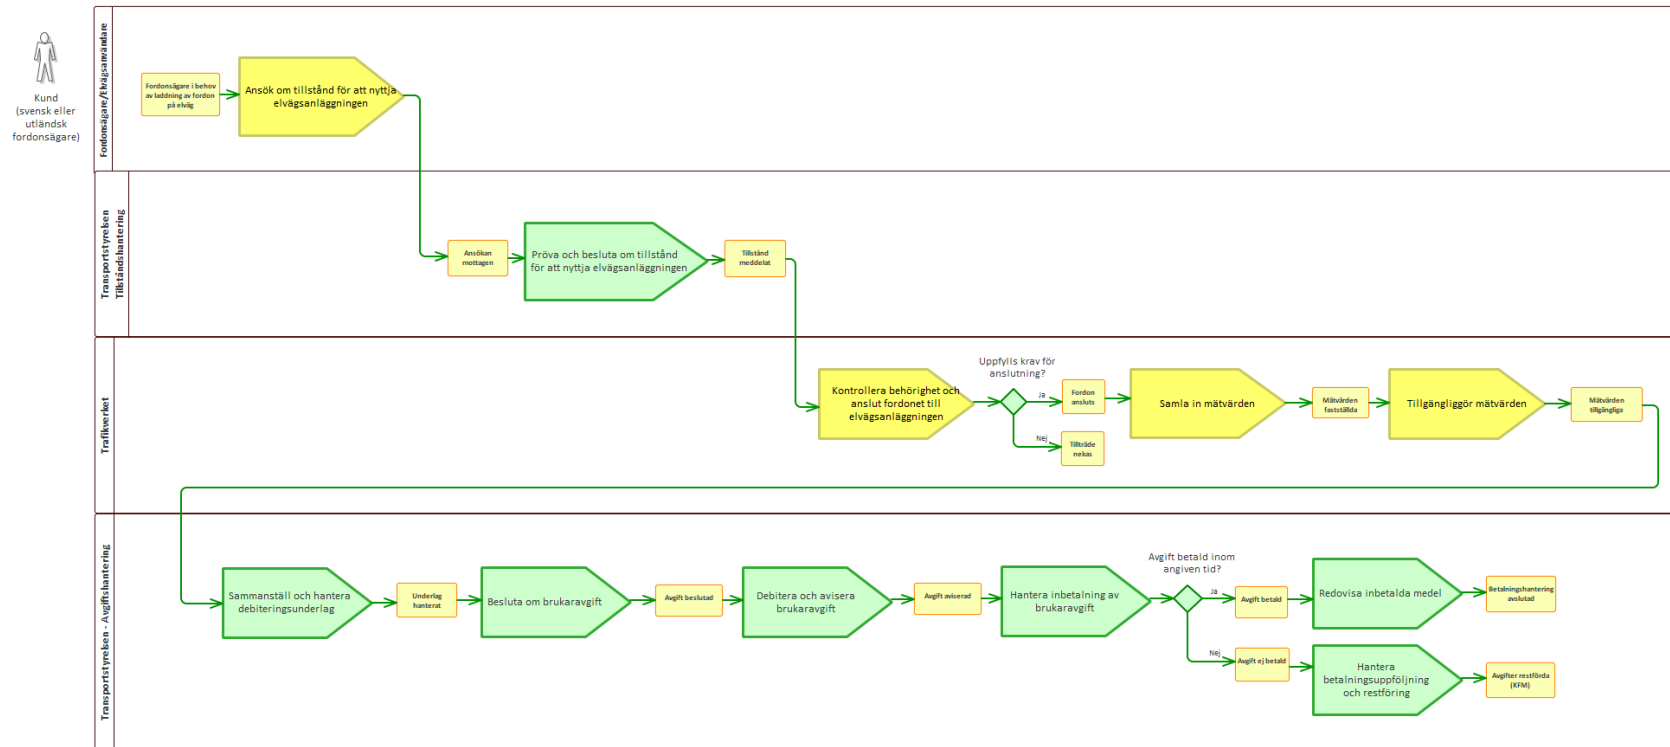 Kund
(svensk eller
utländsk
fordonsägare)
Fordonsägare/Elvägsanvändare
Fordonsägare i behov
av laddning av fordon
på elväg
Ansök om tillstånd för att nyttja
elvägsanläggningen
Transportstyrelsen
Tillståndshantering
Ansökan
mottagen
Pröva och besluta om tillstånd
för att nyttja elvägsanläggningen
Tillstånd
meddelat
Trafikverket
Kontrollera behörighet och
anslut fordonet till
elvägsanläggningen
Uppfylls krav för
anslutning?
Ja
Nej
Fordon
ansluts
Tillträde
nekas
Samla in mätvärden
Mätvärden
fastställda
Tillgängliggör mätvärden
Mätvärden
tillgängliga
Transportstyrelsen - Avgiftshantering
Sammanställ och hantera
debiteringsunderlag
Underlag
hanterat
Besluta om brukaravgift
Avgift beslutad
Debitera och avisera
brukaravgift
Avgift aviserad
Hantera inbetalning av
brukaravgift
Avgift betald inom
angiven tid?
Ja
Nej
Avgift betald
Redovisa inbetalda medel
Betalningshantering
avslutad
Avgift ej betald
Hantera
betalningsuppföljning
och restföring
Avgifter restförda
(KFM)